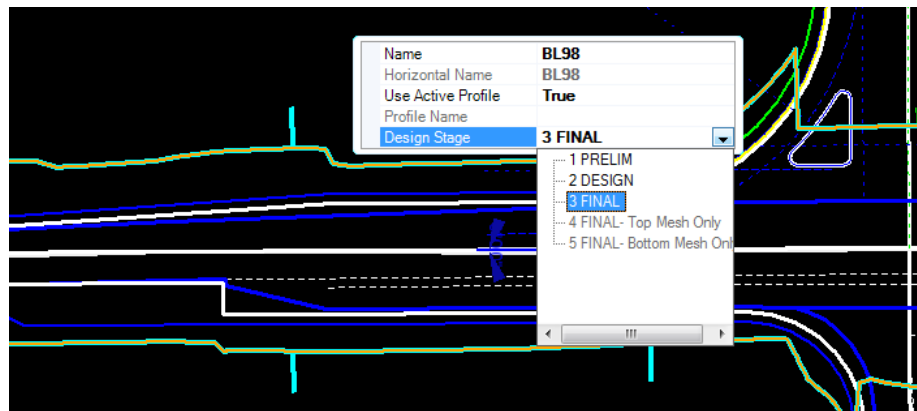 Name BL98
Horizontal Name BL98
Use Active Profile True
Profile Name
Design Stage 3 FINAL
1 PRELIM
2 DESIGN
3 FINAL
4 FINAL- Top Mesh Only
5 FINAL- Bottom Mesh Onl